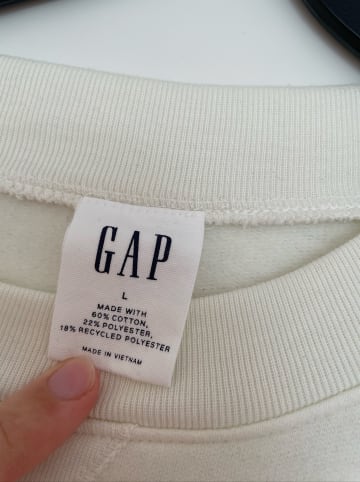 GAP
L
MADE WITH
60% COTTON,
22% POLYESTER,
18% RECYCLED POLYESTER
MADE IN VIETNAM